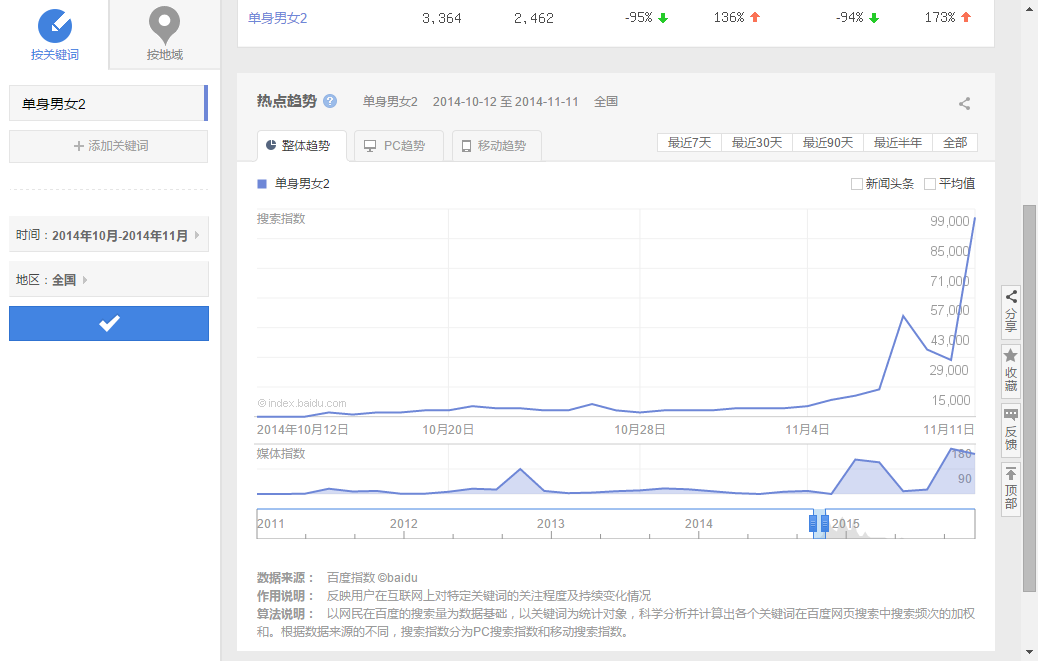 按关键词
按地域
单身男女2
添加关键词
时间：2014年10月-2014年11月
地区：全国
单身男女2 3,364 2,462 -95% 136% -94% 173%
热点趋势 ? 单身男女2 2014-10-12 至 2014-11-11 全国
整体趋势 PC趋势 移动趋势 最近7天 最近30天 最近90天 最近半年 全部
单身男女2 新闻头条 平均值
搜索指数
99,000
85,000
71,000
57,000
43,000
29,000
15,000
©index.baidu.com
2014年10月12日 10月20日 10月28日 11月4日 11月11日
媒体指数
180
90
2011 2012 2013 2014 2015
数据来源： 百度指数 ©baidu
作用说明： 反映用户在互联网上对特定关键词的关注程度及持续变化情况
算法说明： 以网民在百度的搜索量为数据基础，以关键词为统计对象，科学分析并计算出各个关键词在百度网页搜索中搜索频次的加权
和。根据数据来源的不同，搜索指数分为PC搜索指数和移动搜索指数。
分享
收藏
反馈
顶部